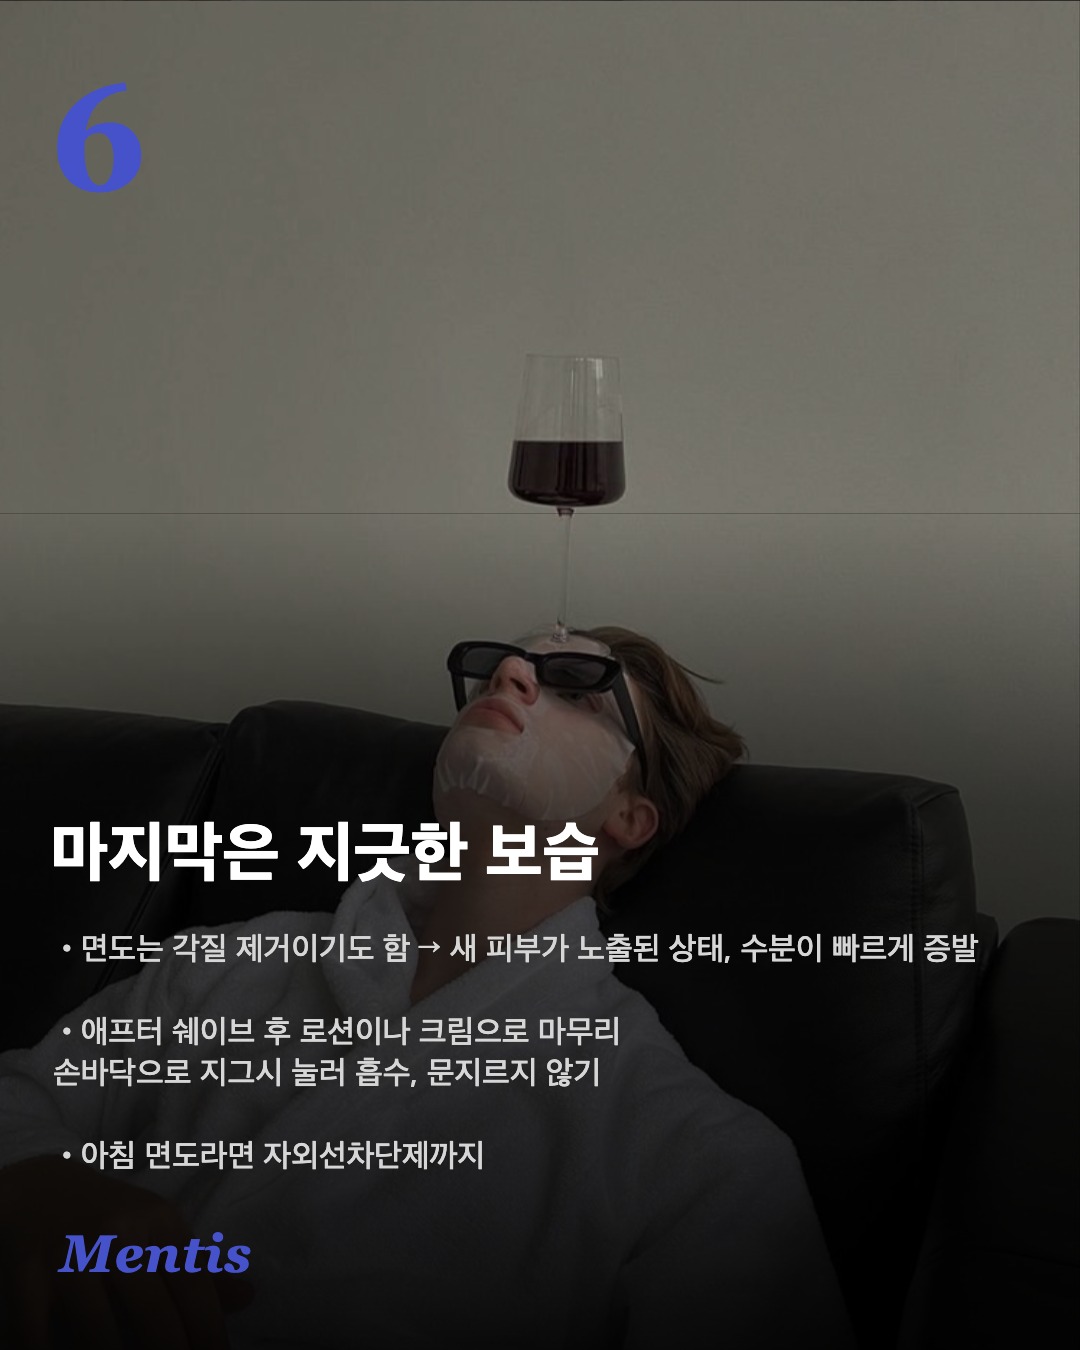 6
마지막은 지긋한 보습
• 면도는 각질 제거이기도 함 → 새 피부가 노출된 상태, 수분이 빠르게 증발
• 애프터 쉐이브 후 로션이나 크림으로 마무리
손바닥으로 지그시 눌러 흡수, 문지르지 않기
• 아침 면도라면 자외선차단제까지
Mentis